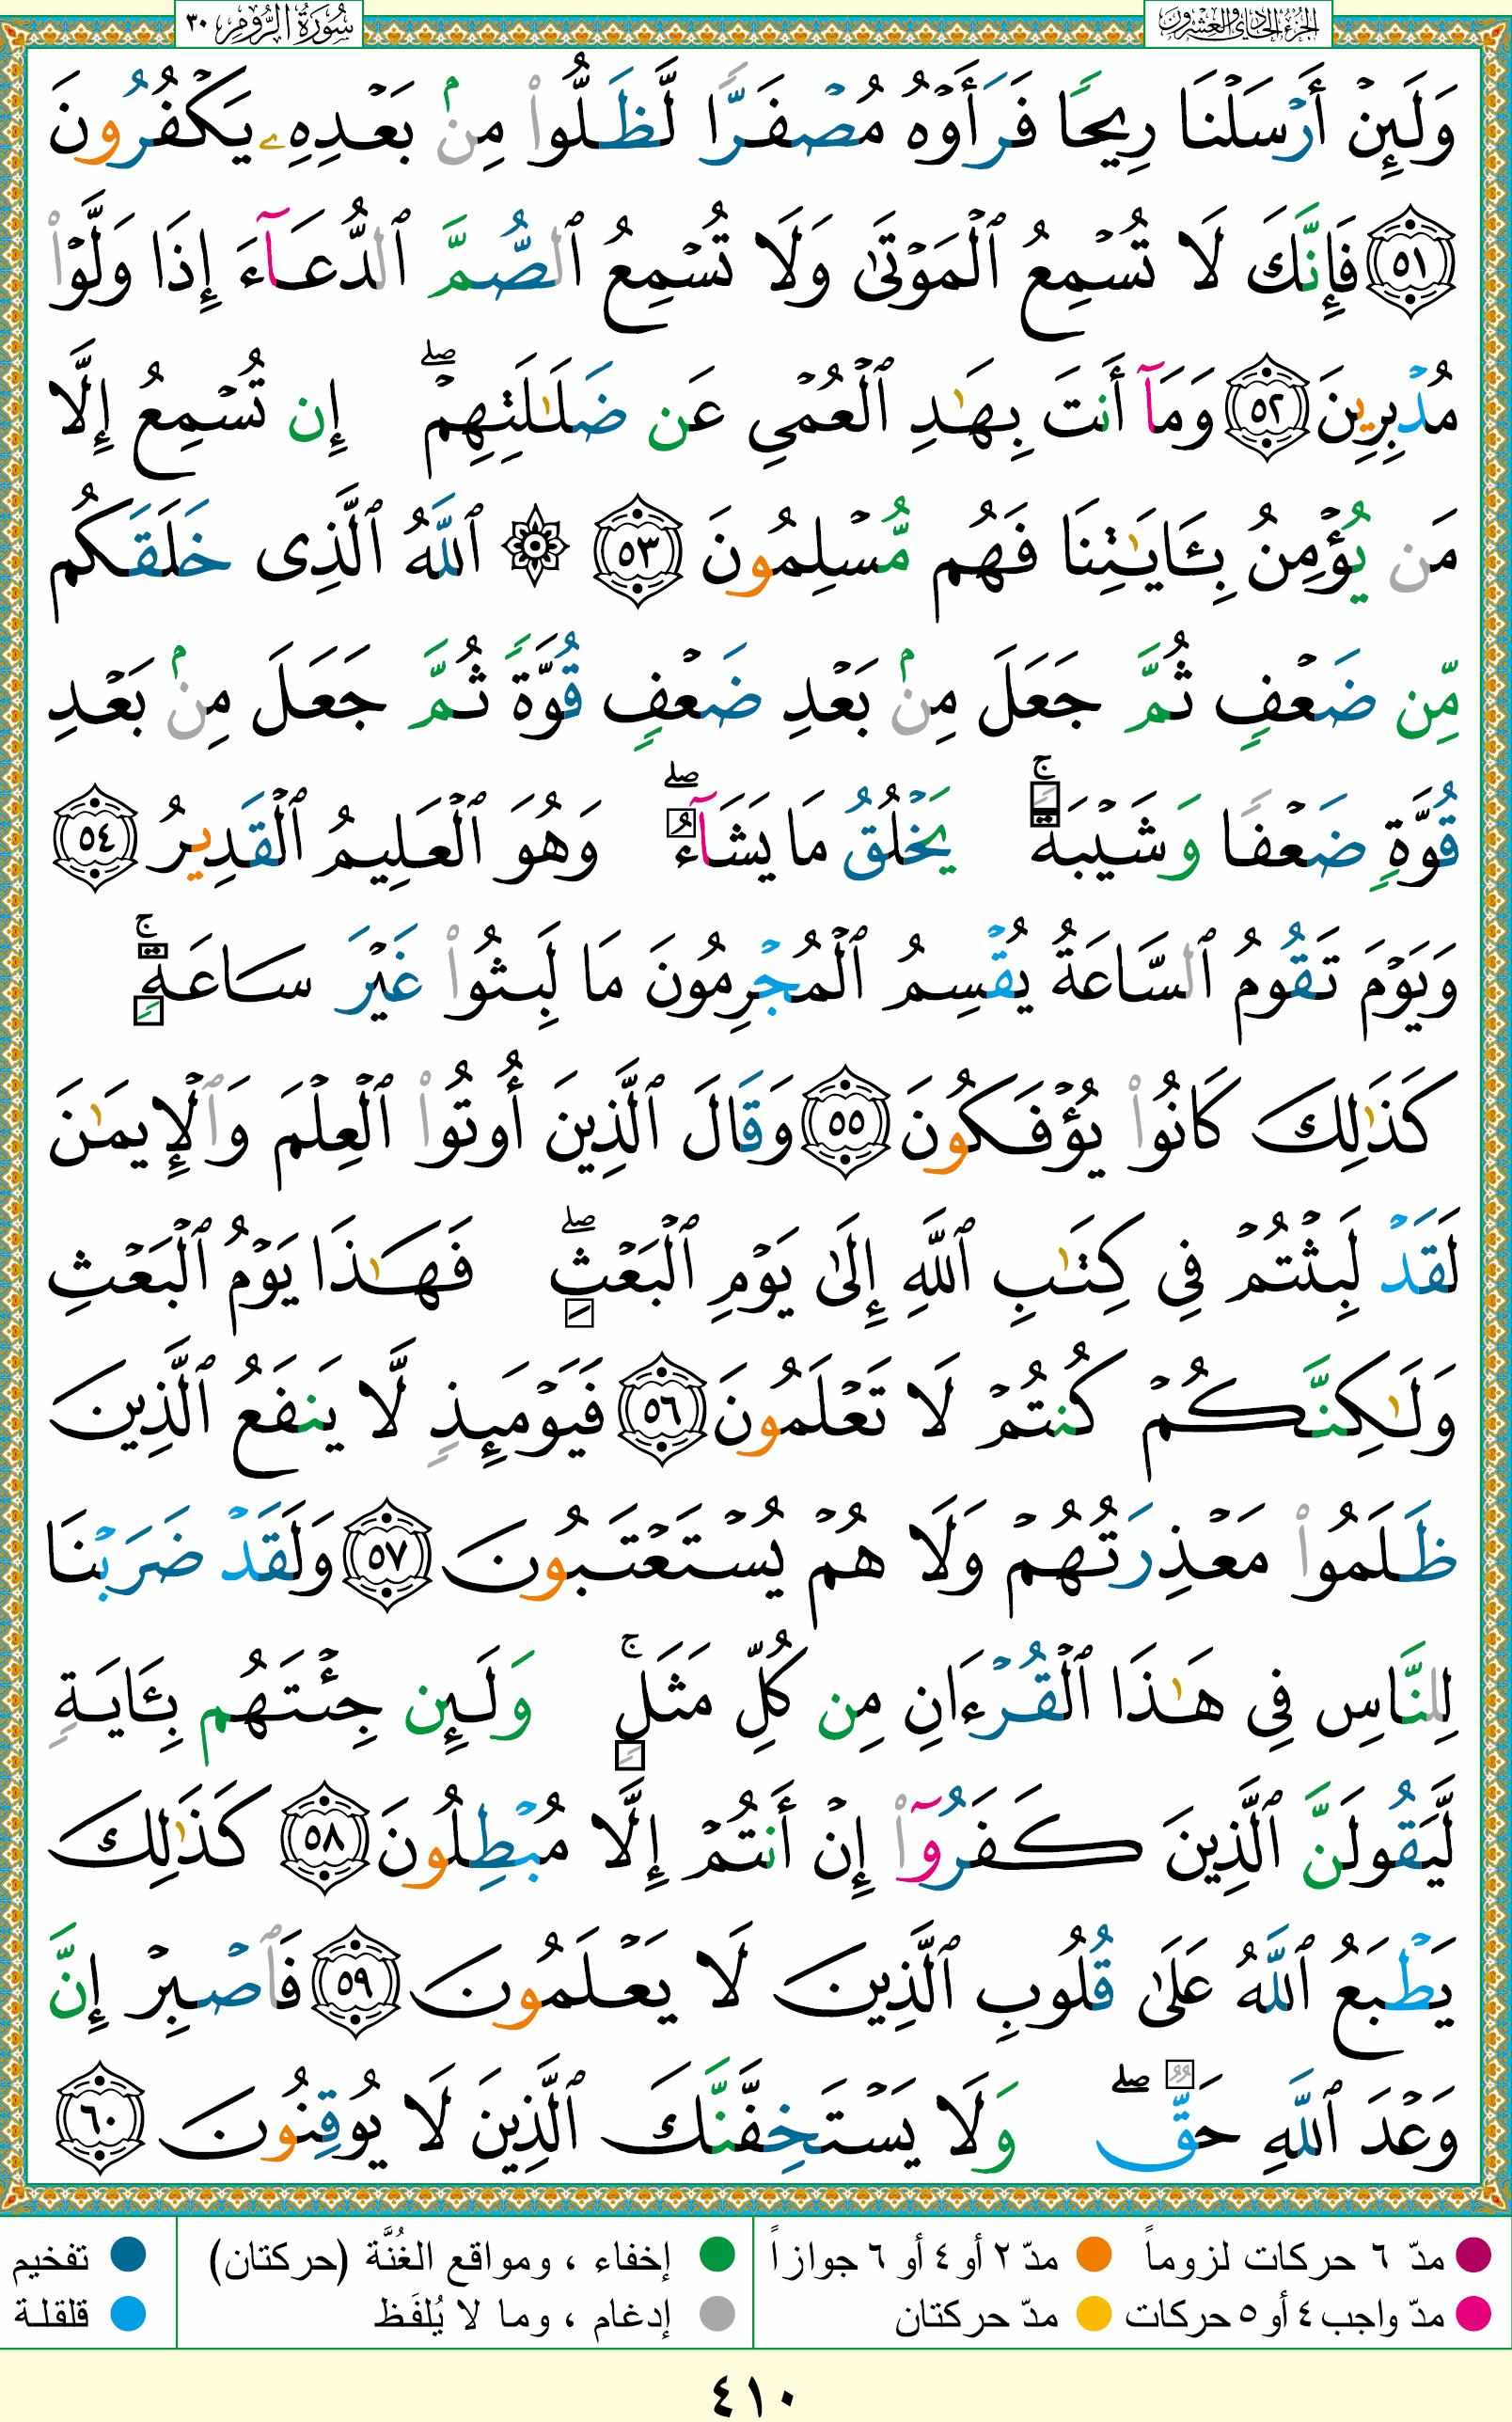 الجزء الحادي والعشرون
سُورَةُ الرُّومِ ٣٠
وَلَئِنۡ أَرۡسَلۡنَا رِيحٗا فَرَأَوۡهُ مُصۡفَرّٗا لَّظَلُّواْ مِنۢ بَعۡدِهِۦ يَكۡفُرُونَ
٥١ فَإِنَّكَ لَا تُسۡمِعُ ٱلۡمَوۡتَىٰ وَلَا تُسۡمِعُ ٱلصُّمَّ ٱلدُّعَآءَ إِذَا وَلَّوۡاْ
مُدۡبِرِينَ ٥٢ وَمَآ أَنتَ بِهَٰدِ ٱلۡعُمۡيِ عَن ضَلَٰلَتِهِمۡۖ إِن تُسۡمِعُ إِلَّا
مَن يُؤۡمِنُ بِـَٔايَٰتِنَا فَهُم مُّسۡلِمُونَ ٥٣ ۞ ٱللَّهُ ٱلَّذِي خَلَقَكُم
مِّن ضَعۡفٖ ثُمَّ جَعَلَ مِنۢ بَعۡدِ ضَعۡفٖ قُوَّةٗ ثُمَّ جَعَلَ مِنۢ بَعۡدِ
قُوَّةٖ ضَعۡفٗا وَشَيۡبَةٗۚ يَخۡلُقُ مَا يَشَآءُۖ وَهُوَ ٱلۡعَلِيمُ ٱلۡقَدِيرُ ٥٤
وَيَوۡمَ تَقُومُ ٱلسَّاعَةُ يُقۡسِمُ ٱلۡمُجۡرِمُونَ مَا لَبِثُواْ غَيۡرَ سَاعَةٖۚ
كَذَٰلِكَ كَانُواْ يُؤۡفَكُونَ ٥٥ وَقَالَ ٱلَّذِينَ أُوتُواْ ٱلۡعِلۡمَ وَٱلۡإِيمَٰنَ
لَقَدۡ لَبِثۡتُمۡ فِي كِتَٰبِ ٱللَّهِ إِلَىٰ يَوۡمِ ٱلۡبَعۡثِۖ فَهَٰذَا يَوۡمُ ٱلۡبَعۡثِ
وَلَٰكِنَّكُمۡ كُنتُمۡ لَا تَعۡلَمُونَ ٥٦ فَيَوۡمَئِذٖ لَّا يَنفَعُ ٱلَّذِينَ
ظَلَمُواْ مَعۡذِرَتُهُمۡ وَلَا هُمۡ يُسۡتَعۡتَبُونَ ٥٧ وَلَقَدۡ ضَرَبۡنَا
لِلنَّاسِ فِي هَٰذَا ٱلۡقُرۡءَانِ مِن كُلِّ مَثَلٖۚ وَلَئِن جِئۡتَهُم بِـَٔايَةٖ
لَّيَقُولَنَّ ٱلَّذِينَ كَفَرُوٓاْ إِنۡ أَنتُمۡ إِلَّا مُبۡطِلُونَ ٥٨ كَذَٰلِكَ
يَطۡبَعُ ٱللَّهُ عَلَىٰ قُلُوبِ ٱلَّذِينَ لَا يَعۡلَمُونَ ٥٩ فَٱصۡبِرۡ إِنَّ
وَعۡدَ ٱللَّهِ حَقّٞۖ وَلَا يَسۡتَخِفَّنَّكَ ٱلَّذِينَ لَا يُوقِنُونَ ٦٠
مدّ ٦ حركات لزوماً مدّ ٢ أو ٤ أو ٦ جوازاً إخفاء ، ومواقع الغُنَّة (حركتان) تفخيم
مدّ واجب ٤ أو ٥ حركات مدّ حركتان إدغام ، وما لا يُلفَظ قلقلة
٤١٠